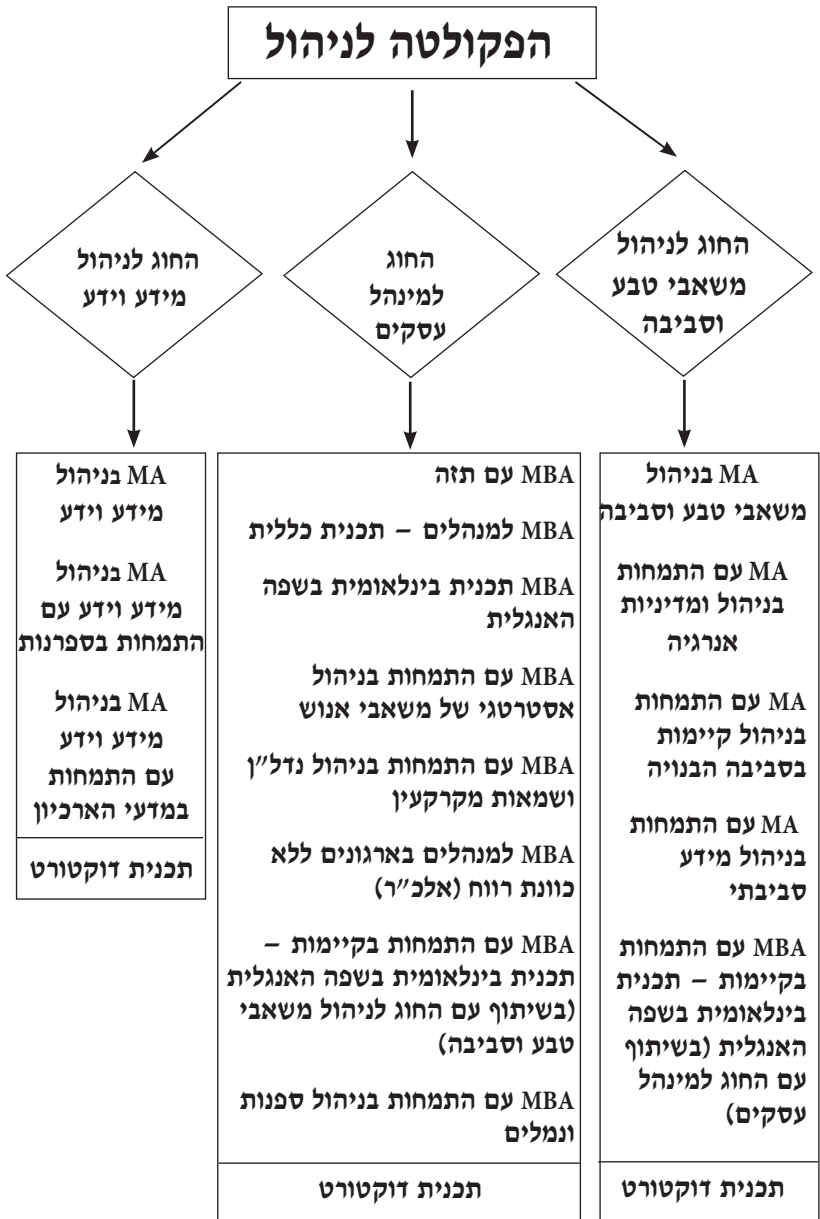 הפקולטה לניהול
החוג לניהול
משאבי טבע
וסביבה
החוג
למינהל
עסקים
החוג לניהול
מידע וידע
MA בניהול
משאבי טבע וסביבה
MA עם התמחות
בניהול ומדיניות
אנרגיה
MA עם התמחות
בניהול קיימות
בסביבה הבנויה
MA עם התמחות
בניהול מידע
סביבתי
MBA עם התמחות
בקיימות – תכנית
בינלאומית בשפה
האנגלית (בשיתוף
עם החוג למינהל
עסקים)
תכנית דוקטורט
MBA עם תזה
MBA למנהלים – תכנית כללית
MBA תכנית בינלאומית בשפה
האנגלית
MBA עם התמחות בניהול
אסטרטגי של משאבי אנוש
MBA עם התמחות בניהול נדל"ן
ושמאות מקרקעין
MBA למנהלים בארגונים ללא
כוונת רווח (אלכ"ר)
MBA עם התמחות בקיימות –
תכנית בינלאומית בשפה האנגלית
(בשיתוף עם החוג לניהול משאבי
טבע וסביבה)
MBA עם התמחות בניהול ספנות
ונמלים
תכנית דוקטורט
MA בניהול
מידע וידע
MA בניהול
מידע וידע עם
התמחות בספרנות
MA בניהול
מידע וידע
עם התמחות
במדעי הארכיון
תכנית דוקטורט